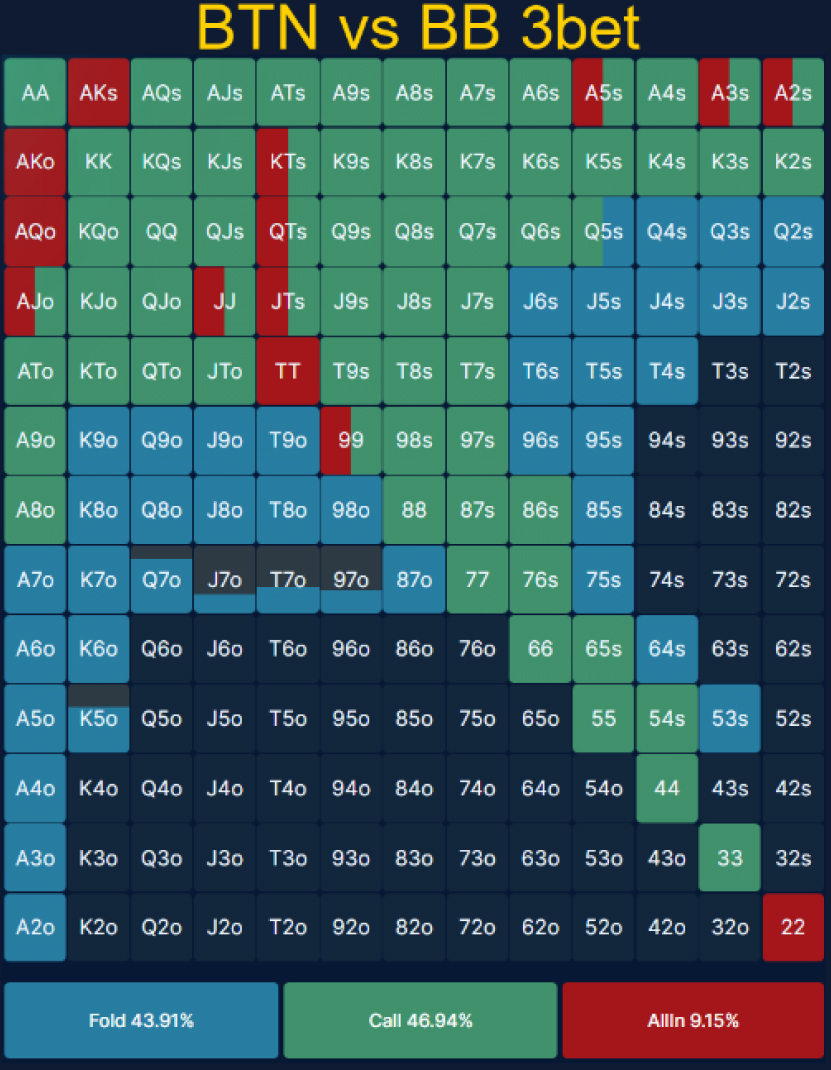 BTN vs BB 3bet
AA AKs AQs AJs ATs A9s A8s A7s A6s A5s A4s A3s A2s
AKo KK KQs KJs KTs K9s K8s K7s K6s K5s K4s K3s K2s
AQo KQo QQ QJs QTs Q9s Q8s Q7s Q6s Q5s Q4s Q3s Q2s
AJo KJo QJo JJ JTs J9s J8s J7s J6s J5s J4s J3s J2s
ATo KTo QTo JTo TT T9s T8s T7s T6s T5s T4s T3s T2s
A9o K9o Q9o J9o T9o 99 98s 97s 96s 95s 94s 93s 92s
A8o K8o Q8o J8o T8o 98o 88 87s 86s 85s 84s 83s 82s
A7o K7o Q7o J7o T7o 97o 87o 77 76s 75s 74s 73s 72s
A6o K6o Q6o J6o T6o 96o 86o 76o 66 65s 64s 63s 62s
A5o K5o Q5o J5o T5o 95o 85o 75o 65o 55 54s 53s 52s
A4o K4o Q4o J4o T4o 94o 84o 74o 64o 54o 44 43s 42s
A3o K3o Q3o J3o T3o 93o 83o 73o 63o 53o 43o 33 32s
A2o K2o Q2o J2o T2o 92o 82o 72o 62o 52o 42o 32o 22
Fold 43.91% Call 46.94% AllIn 9.15%